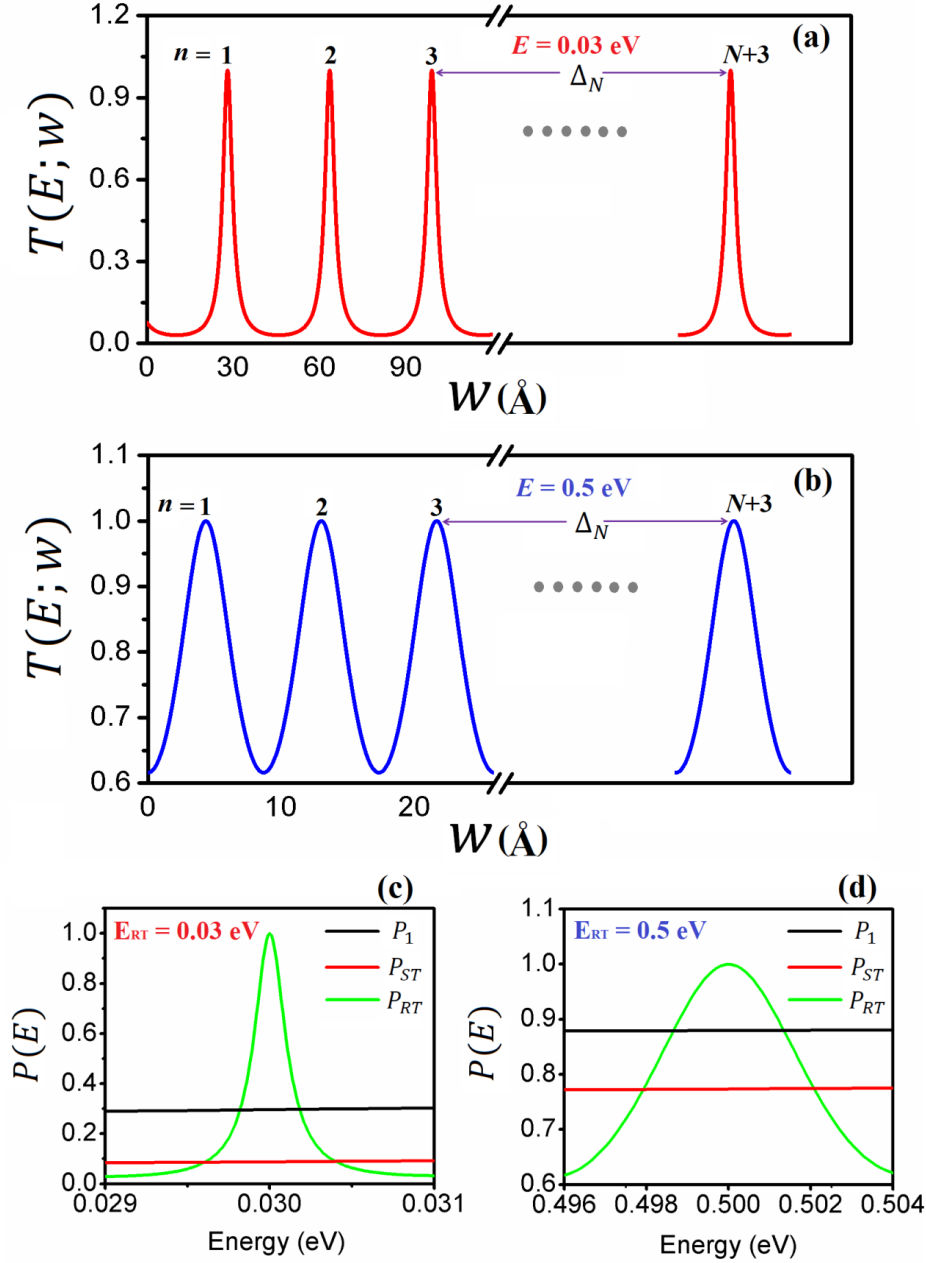 (a)
E = 0.03 eV
n = 1 2 3 N+3
Δ_N
T(E; w)
1.2
0.9
0.6
0.3
0.0
0 30 60 90
w (Å)
(b)
E = 0.5 eV
n = 1 2 3 N+3
Δ_N
T(E; w)
1.1
1.0
0.9
0.8
0.7
0.6
0 10 20
w (Å)
(c)
E_RT = 0.03 eV
P_1
P_ST
P_RT
P(E)
1.0
0.8
0.6
0.4
0.2
0.0
0.029 0.030 0.031
Energy (eV)
(d)
E_RT = 0.5 eV
P_1
P_ST
P_RT
P(E)
1.1
1.0
0.9
0.8
0.7
0.6
0.496 0.498 0.500 0.502 0.504
Energy (eV)